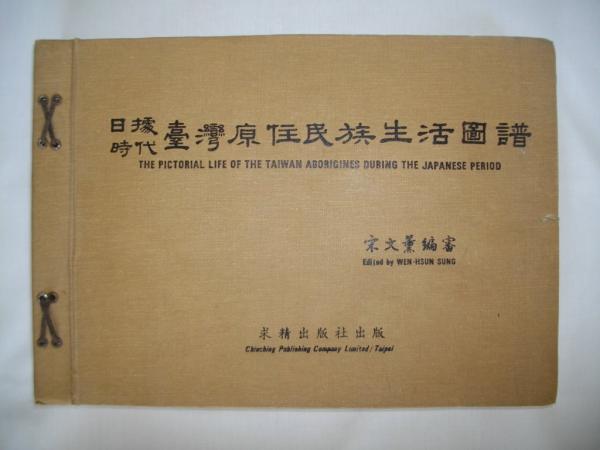 日據時代臺灣原住民族生活圖譜
THE PICTORIAL LIFE OF THE TAIWAN ABORIGINES DURING THE JAPANESE PERIOD
宋文薰編審
Edited by WEN-HSUN SUNG
求精出版社出版
Chiuching Publishing Company Limited/Taipei